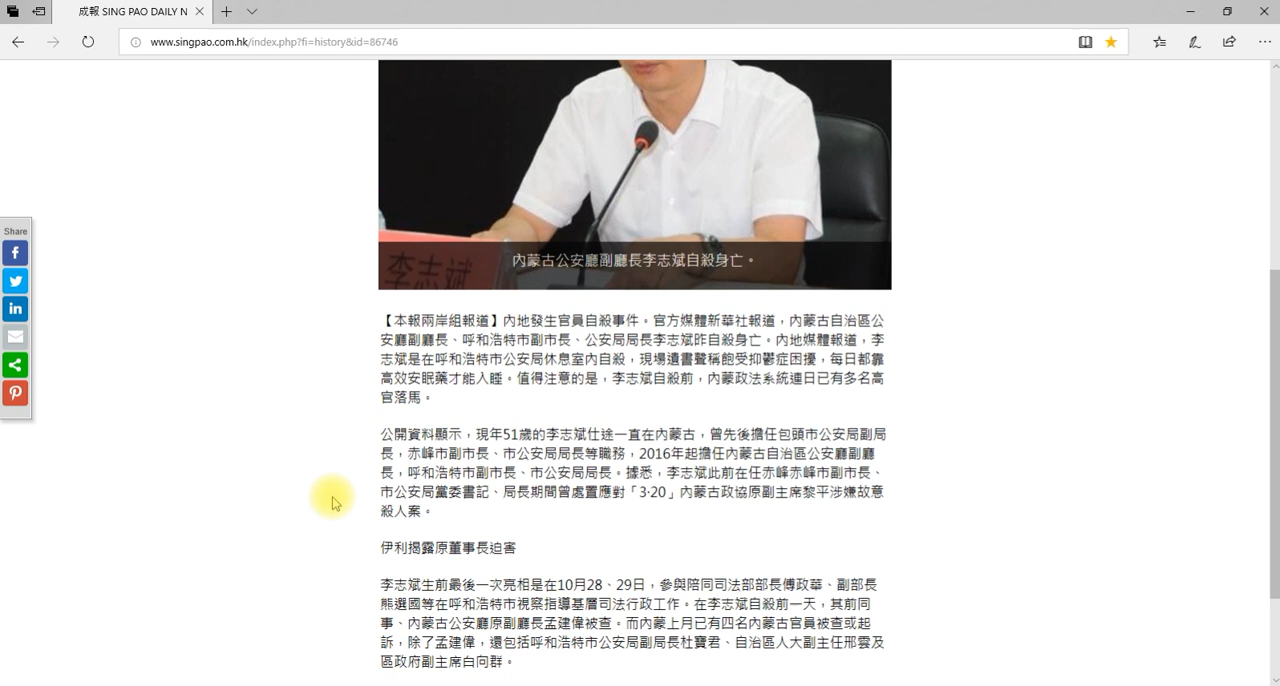 成報 SING PAO DAILY N
www.singpao.com.hk/index.php?fi=history&id=86746
Share
李志斌
內蒙古公安廳副廳長李志斌自殺身亡。
【本報兩岸組報道】內地發生官員自殺事件。官方媒體新華社報道，內蒙古自治區公
安廳副廳長、呼和浩特市副市長、公安局局長李志斌昨自殺身亡。內地媒體報道，李
志斌是在呼和浩特市公安局休息室內自殺，現場遺書聲稱飽受抑鬱症困擾，每日都靠
高效安眠藥才能入睡。值得注意的是，李志斌自殺前，內蒙政法系統連日已有多名高
官落馬。
公開資料顯示，現年51歲的李志斌仕途一直在內蒙古，曾先後擔任包頭市公安局副局
長，赤峰市副市長、市公安局局長等職務，2016年起擔任內蒙古自治區公安廳副廳
長，呼和浩特市副市長、市公安局局長。據悉，李志斌此前在任赤峰赤峰市副市長、
市公安局黨委書記、局長期間曾處置應對「3·20」內蒙古政協原副主席黎平涉嫌故意
殺人案。
伊利揭露原董事長迫害
李志斌生前最後一次亮相是在10月28、29日，參與陪同司法部部長傅政華、副部長
熊選國等在呼和浩特市視察指導基層司法行政工作。在李志斌自殺前一天，其前同
事、內蒙古公安廳原副廳長孟建偉被查。而內蒙上月已有四名內蒙古官員被查或起
訴，除了孟建偉，還包括呼和浩特市公安局副局長杜寶君、自治區人大副主任邢雲及
區政府副主席白向群。